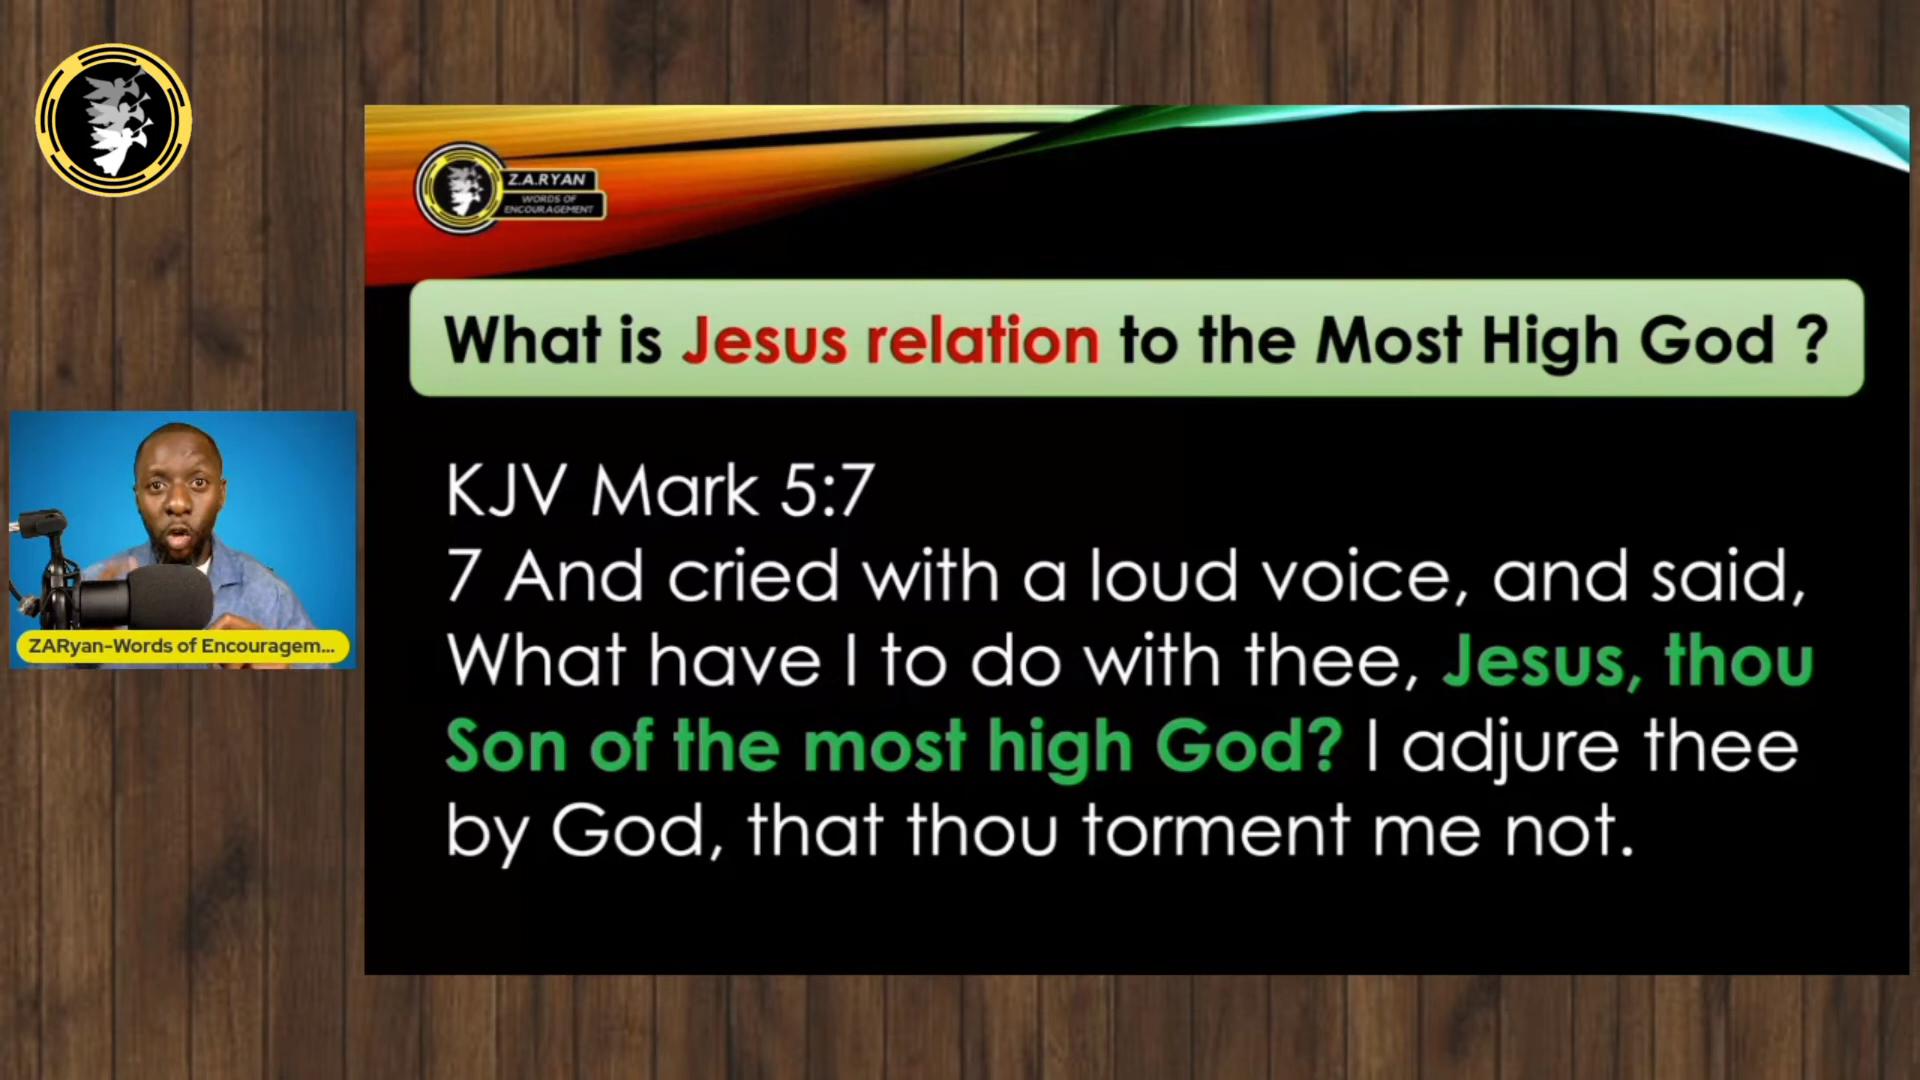 Z.A.RYAN
WORDS OF
ENCOURAGEMENT
What is Jesus relation to the Most High God ?
KJV Mark 5:7
7 And cried with a loud voice, and said,
What have I to do with thee, Jesus, thou
Son of the most high God? I adjure thee
by God, that thou torment me not.
ZARyan-Words of Encouragem...